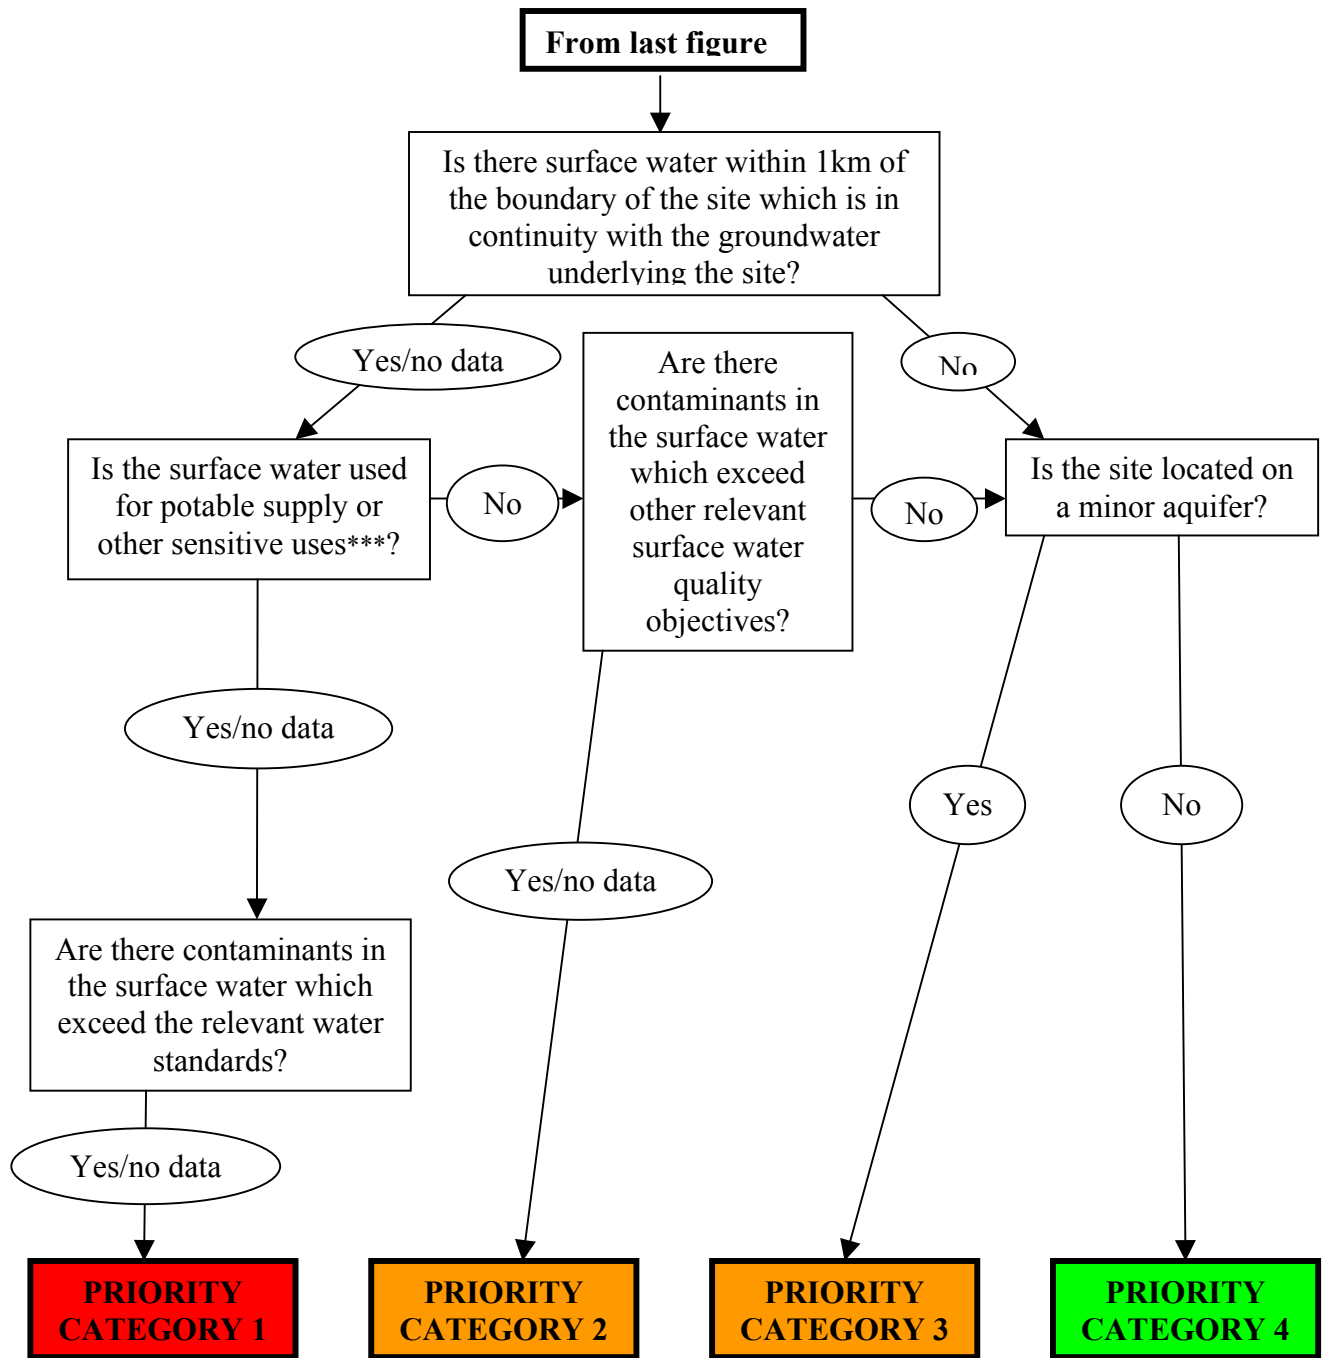 From last figure
Is there surface water within 1km of
the boundary of the site which is in
continuity with the groundwater
underlying the site?
Yes/no data
Are there
contaminants in
the surface water
which exceed
other relevant
surface water
quality
objectives?
No
Is the surface water used
for potable supply or
other sensitive uses***?
No
No
Is the site located on
a minor aquifer?
Yes/no data
Yes/no data
Yes
No
Are there contaminants in
the surface water which
exceed the relevant water
standards?
Yes/no data
PRIORITY
CATEGORY 1
PRIORITY
CATEGORY 2
PRIORITY
CATEGORY 3
PRIORITY
CATEGORY 4